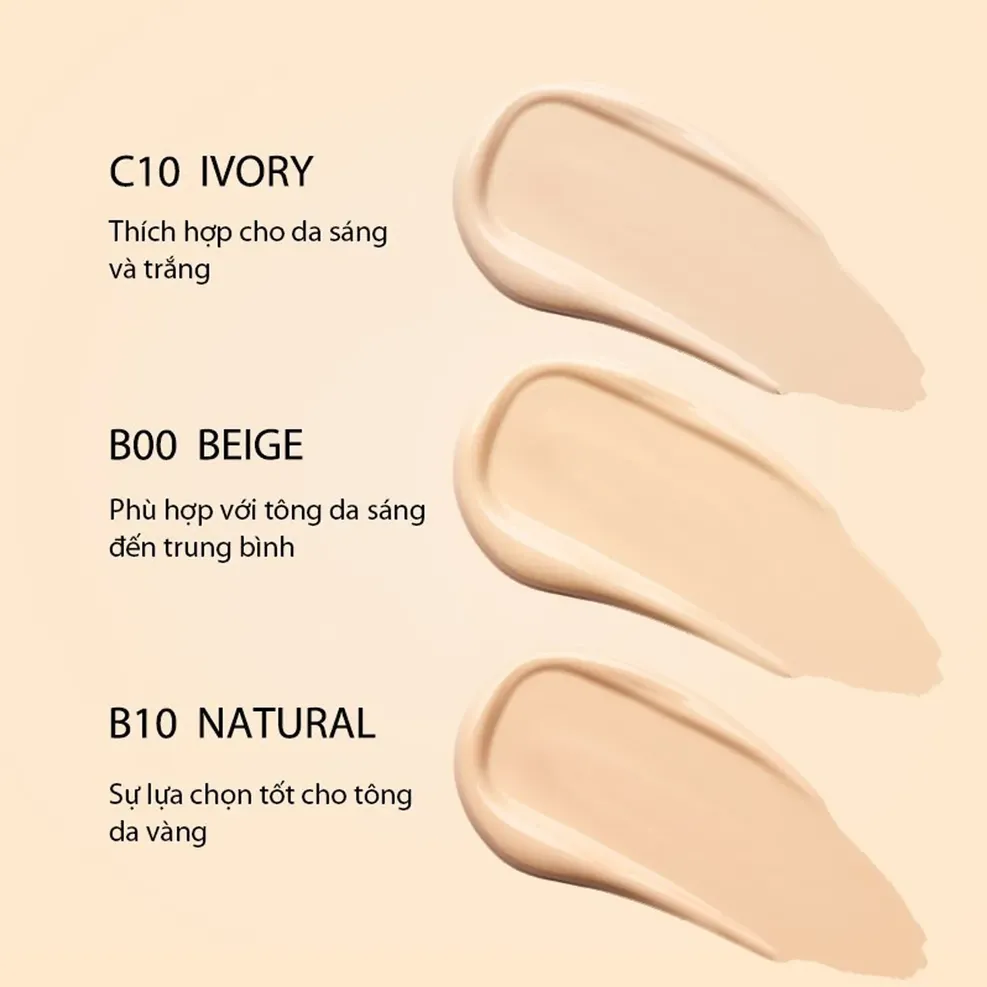 C10 IVORY
Thích hợp cho da sáng
và trắng
B00 BEIGE
Phù hợp với tông da sáng
đến trung bình
B10 NATURAL
Sự lựa chọn tốt cho tông
da vàng